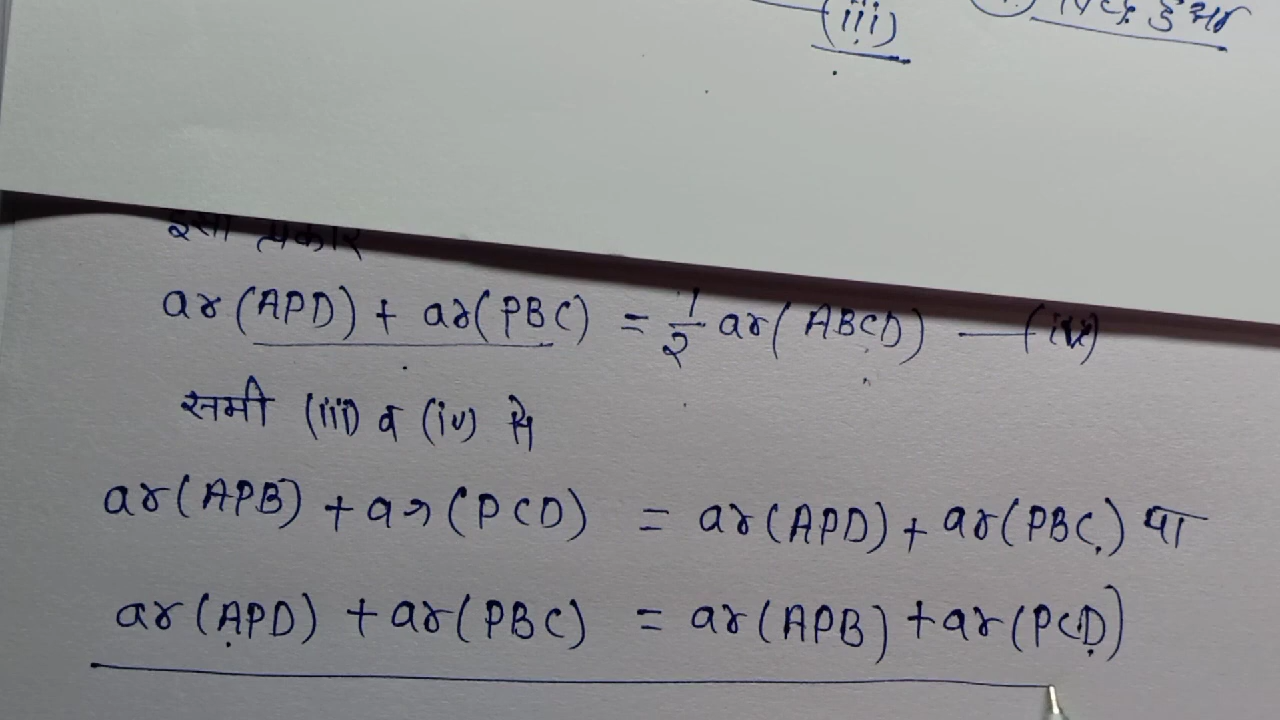 (iii)
इसी प्रकार
ar(APD) + ar(PBC) = 1/2 ar(ABCD) — (iv)
समी (iii) व (iv) से
ar(APB) + ar(PCD) = ar(APD) + ar(PBC) या
ar(APD) + ar(PBC) = ar(APB) + ar(PCD)